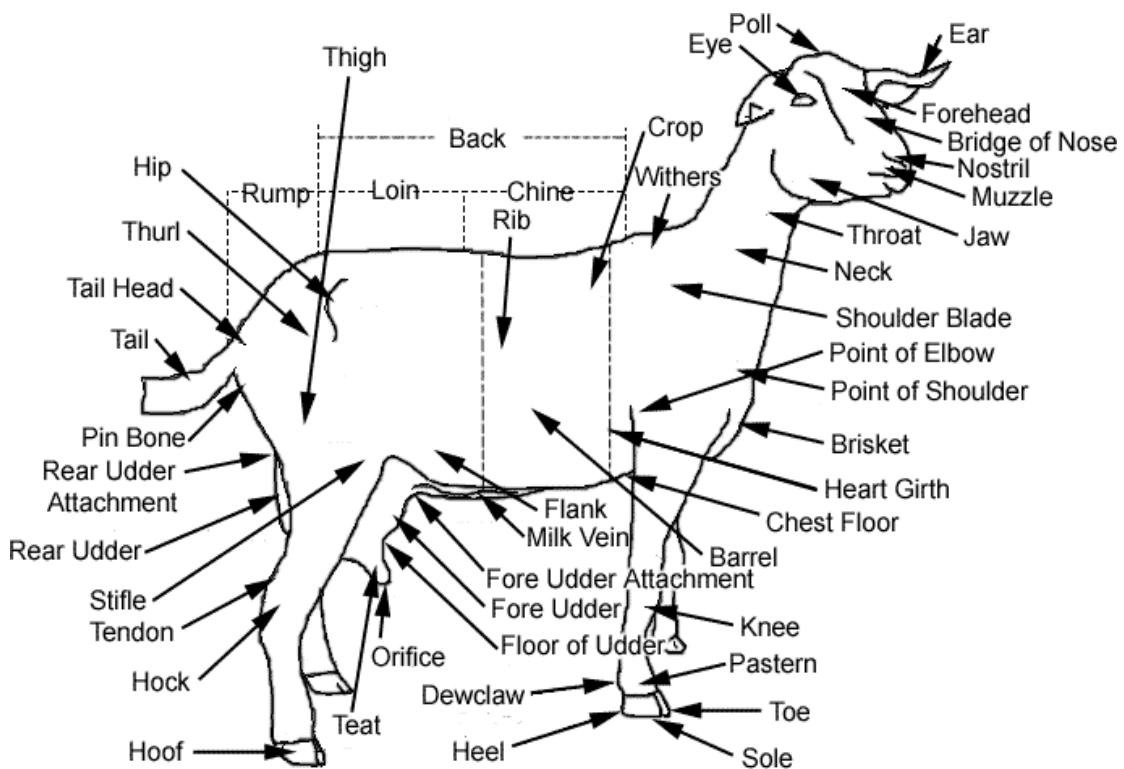 Poll
Ear
Eye
Thigh
Forehead
Crop
Back
Bridge of Nose
Hip
Nostril
Withers
Rump
Loin
Chine
Muzzle
Rib
Thurl
Throat
Jaw
Neck
Tail Head
Shoulder Blade
Tail
Point of Elbow
Point of Shoulder
Pin Bone
Brisket
Rear Udder
Attachment
Heart Girth
Flank
Chest Floor
Milk Vein
Rear Udder
Barrel
Fore Udder Attachment
Stifle
Fore Udder
Tendon
Knee
Floor of Udder
Orifice
Pastern
Hock
Dewclaw
Toe
Teat
Hoof
Heel
Sole